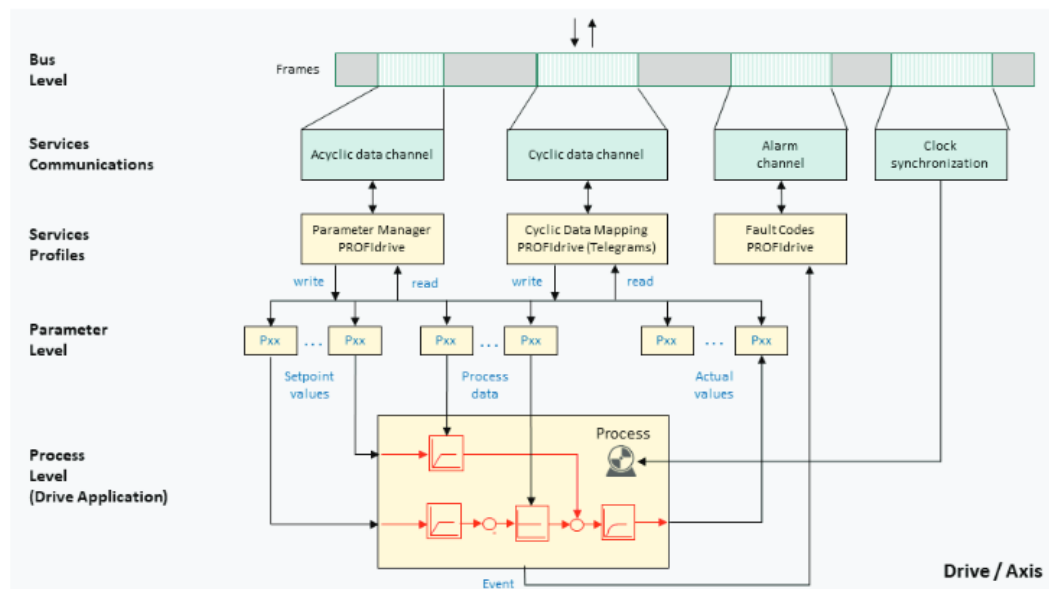 Bus
Level
Frames
Services
Communications
Acyclic data channel
Cyclic data channel
Alarm
channel
Clock
synchronization
Services
Profiles
Parameter Manager
PROFIdrive
Cyclic Data Mapping
PROFIdrive (Telegrams)
Fault Codes
PROFIdrive
write
read
write
read
Parameter
Level
Pxx
...
Pxx
Pxx
...
Pxx
Pxx
...
Pxx
Setpoint
values
Process
data
Actual
values
Process
Level
(Drive Application)
Process
Event
Drive / Axis